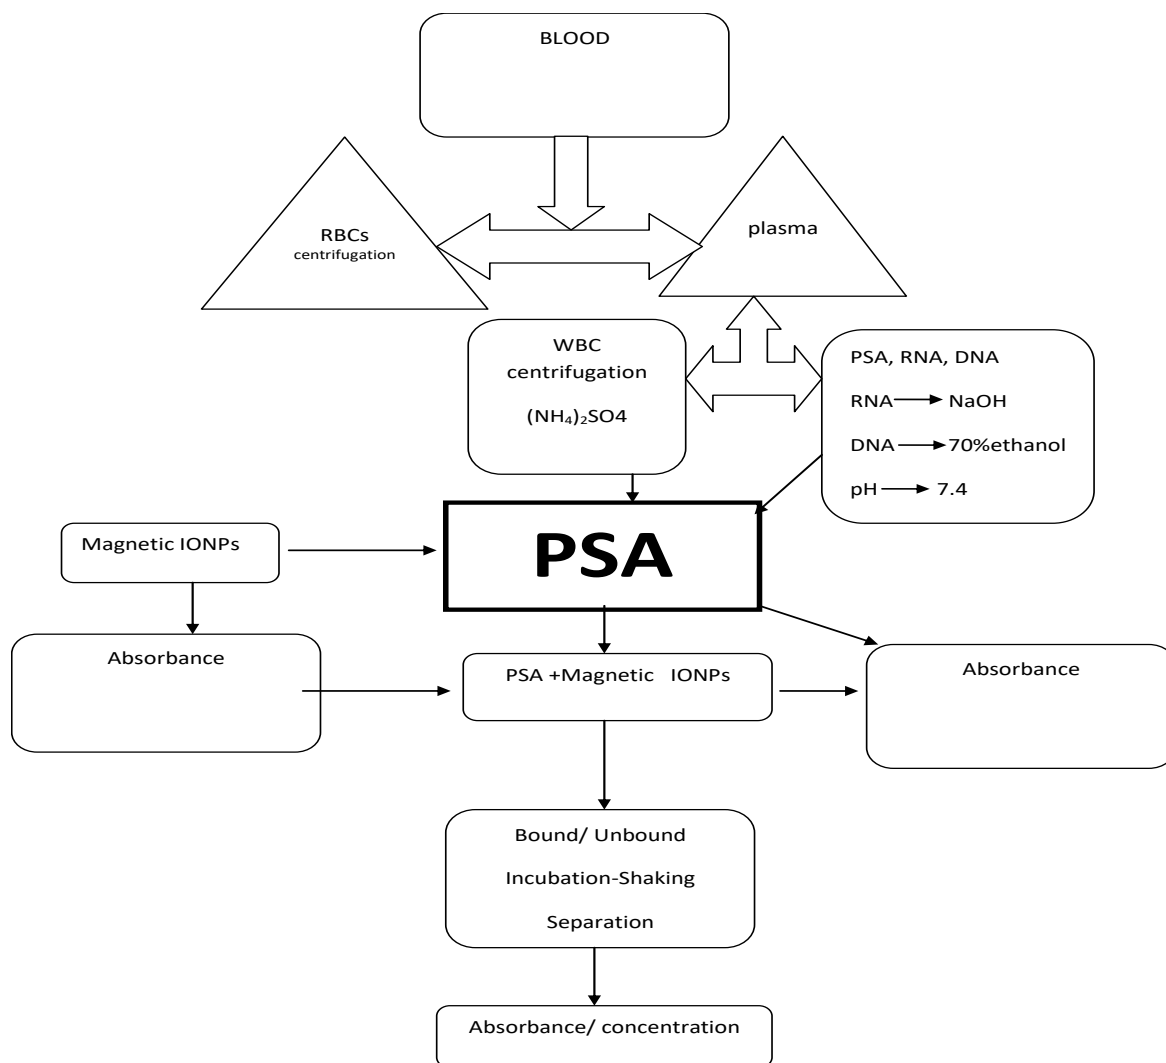 BLOOD
RBCs
centrifugation
plasma
WBC
centrifugation
(NH₄)₂SO4
PSA, RNA, DNA
RNA → NaOH
DNA → 70%ethanol
pH → 7.4
Magnetic IONPs
PSA
Absorbance
PSA +Magnetic IONPs
Absorbance
Bound/ Unbound
Incubation-Shaking
Separation
Absorbance/ concentration